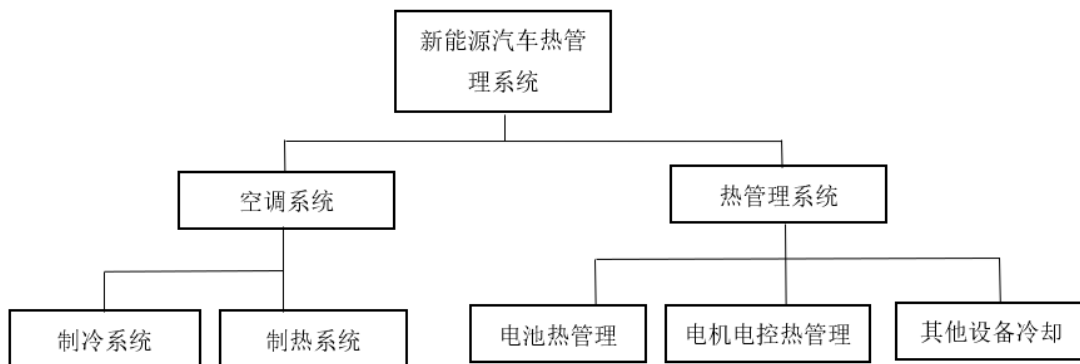 新能源汽车热管
理系统
空调系统
热管理系统
制冷系统
制热系统
电池热管理
电机电控热管理
其他设备冷却